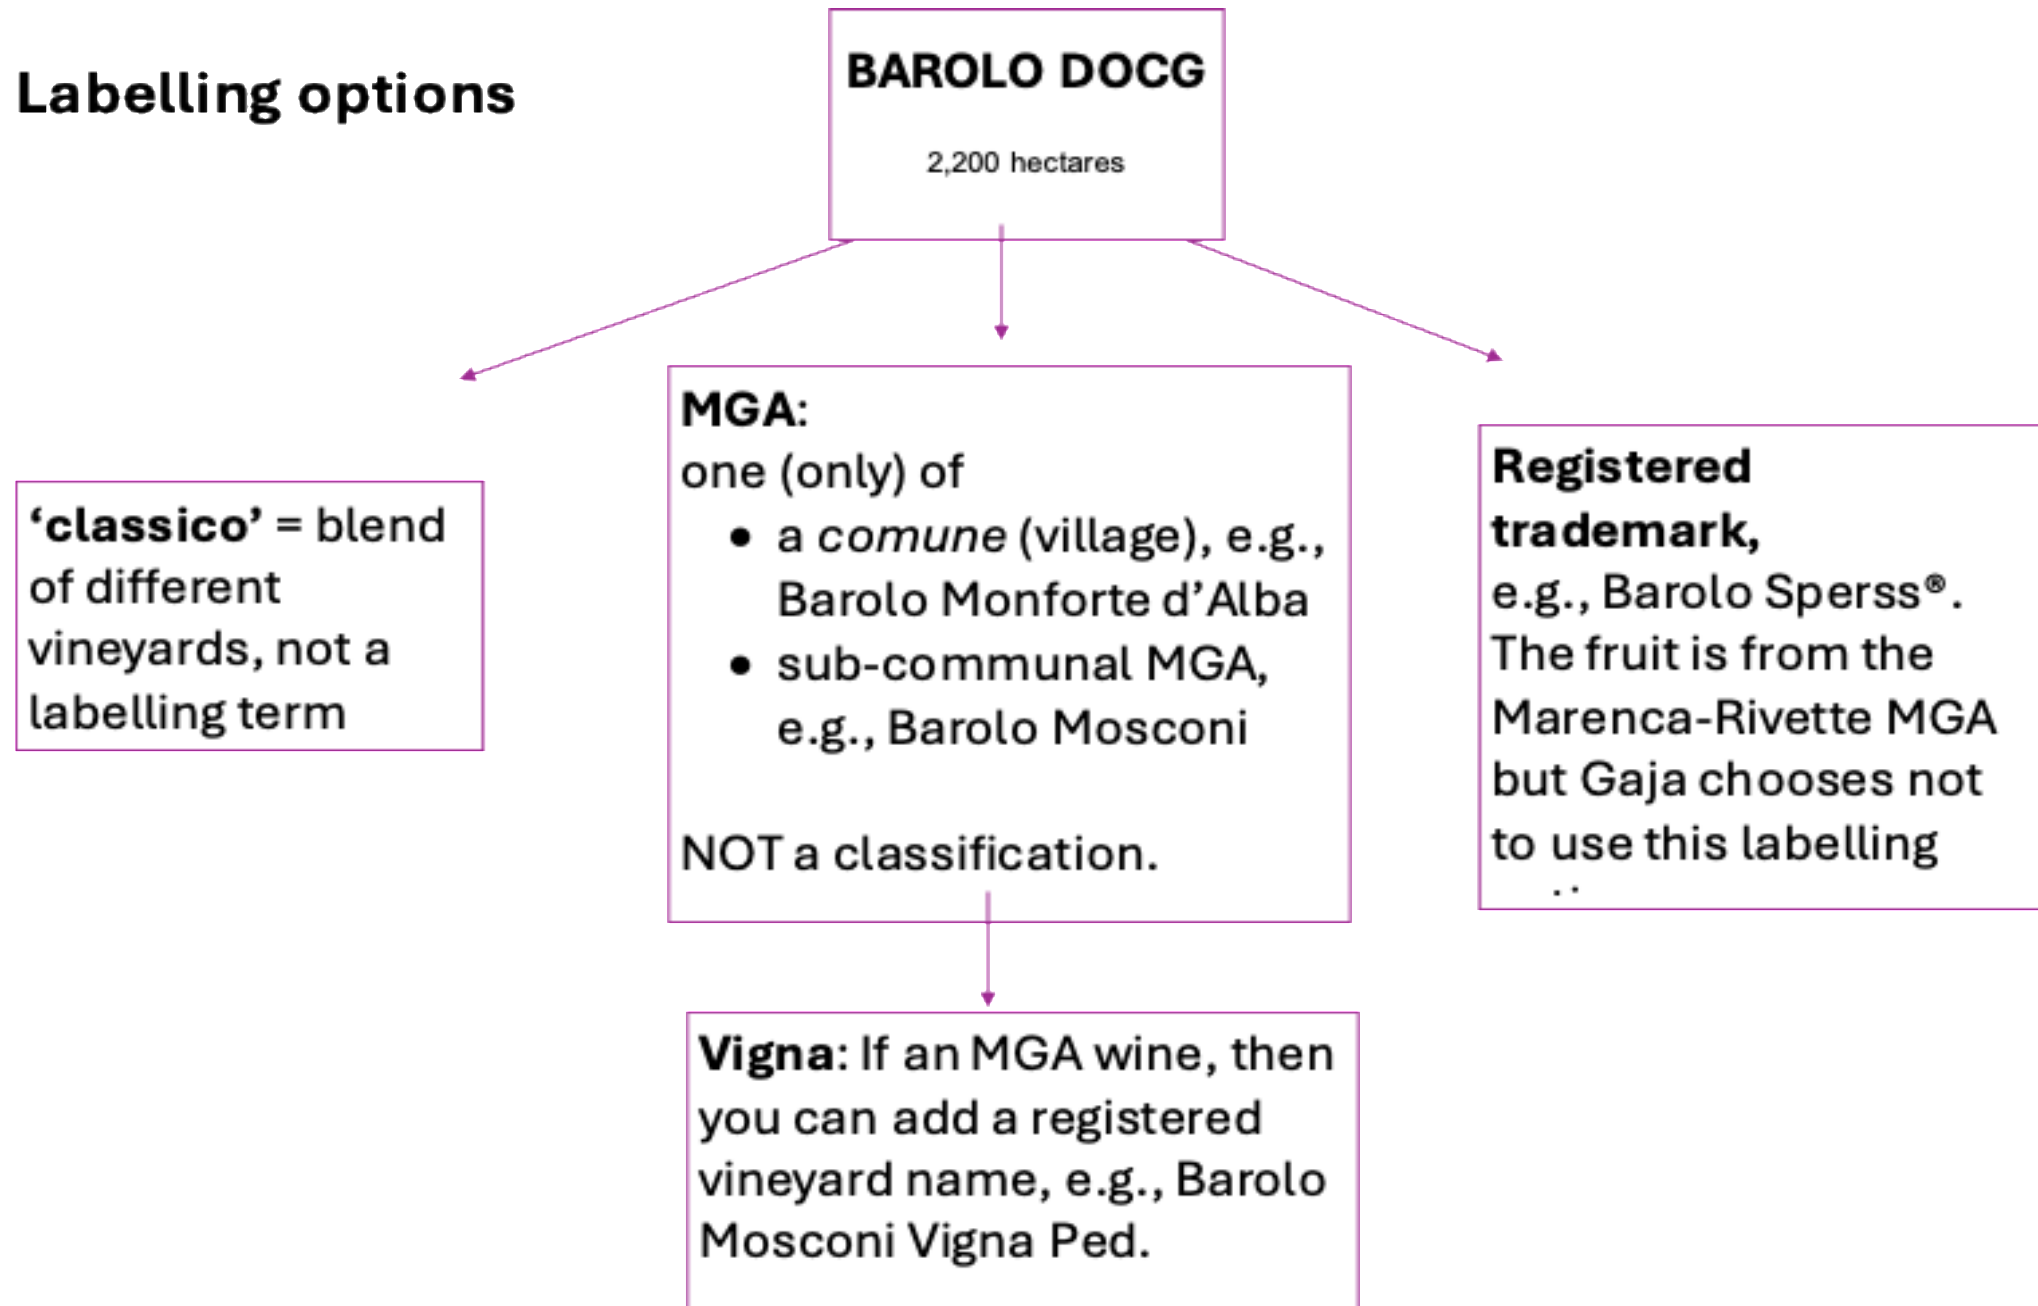 Labelling options
BAROLO DOCG
2,200 hectares
‘classico’ = blend
of different
vineyards, not a
labelling term
MGA:
one (only) of
• a comune (village), e.g.,
Barolo Monforte d’Alba
• sub-communal MGA,
e.g., Barolo Mosconi
NOT a classification.
Registered
trademark,
e.g., Barolo Sperss®.
The fruit is from the
Marenca-Rivette MGA
but Gaja chooses not
to use this labelling
Vigna: If an MGA wine, then
you can add a registered
vineyard name, e.g., Barolo
Mosconi Vigna Ped.